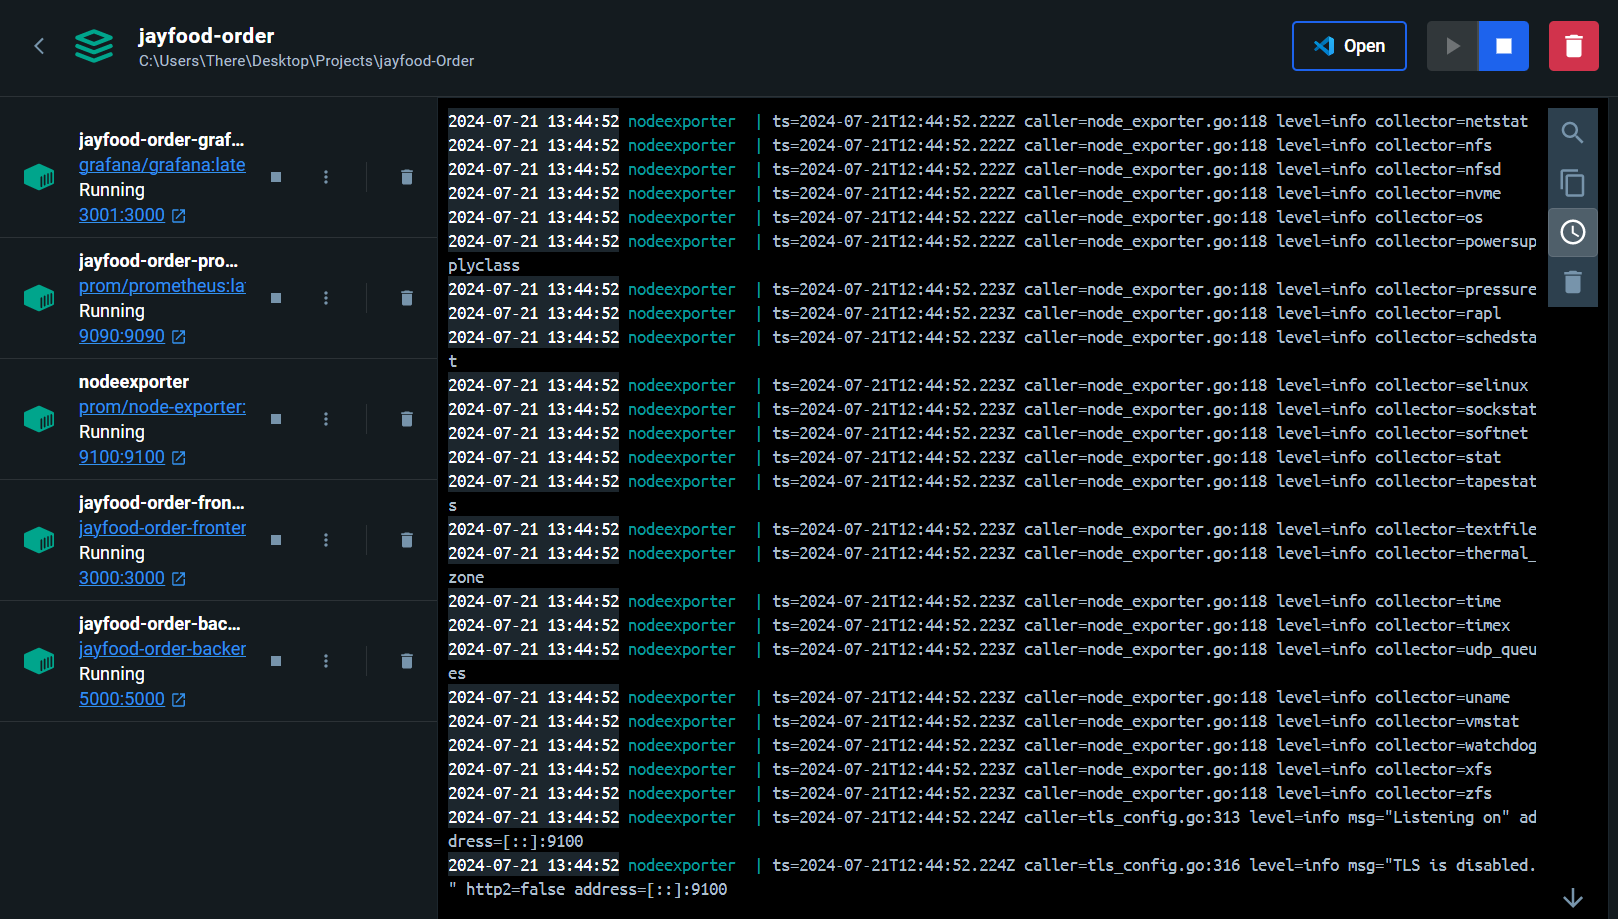 jayfood-order
C:\Users\There\Desktop\Projects\jayfood-Order
Open
jayfood-order-graf...
grafana/grafana:late
Running
3001:3000
jayfood-order-pro...
prom/prometheus:la
Running
9090:9090
nodeexporter
prom/node-exporter:
Running
9100:9100
jayfood-order-fron...
jayfood-order-fronter
Running
3000:3000
jayfood-order-bac...
jayfood-order-backer
Running
5000:5000
2024-07-21 13:44:52 nodeexporter | ts=2024-07-21T12:44:52.222Z caller=node_exporter.go:118 level=info collector=netstat
2024-07-21 13:44:52 nodeexporter | ts=2024-07-21T12:44:52.222Z caller=node_exporter.go:118 level=info collector=nfs
2024-07-21 13:44:52 nodeexporter | ts=2024-07-21T12:44:52.222Z caller=node_exporter.go:118 level=info collector=nfsd
2024-07-21 13:44:52 nodeexporter | ts=2024-07-21T12:44:52.222Z caller=node_exporter.go:118 level=info collector=nvme
2024-07-21 13:44:52 nodeexporter | ts=2024-07-21T12:44:52.222Z caller=node_exporter.go:118 level=info collector=os
2024-07-21 13:44:52 nodeexporter | ts=2024-07-21T12:44:52.222Z caller=node_exporter.go:118 level=info collector=powersup
plyclass
2024-07-21 13:44:52 nodeexporter | ts=2024-07-21T12:44:52.223Z caller=node_exporter.go:118 level=info collector=pressure
2024-07-21 13:44:52 nodeexporter | ts=2024-07-21T12:44:52.223Z caller=node_exporter.go:118 level=info collector=rapl
2024-07-21 13:44:52 nodeexporter | ts=2024-07-21T12:44:52.223Z caller=node_exporter.go:118 level=info collector=schedsta
t
2024-07-21 13:44:52 nodeexporter | ts=2024-07-21T12:44:52.223Z caller=node_exporter.go:118 level=info collector=selinux
2024-07-21 13:44:52 nodeexporter | ts=2024-07-21T12:44:52.223Z caller=node_exporter.go:118 level=info collector=sockstat
2024-07-21 13:44:52 nodeexporter | ts=2024-07-21T12:44:52.223Z caller=node_exporter.go:118 level=info collector=softnet
2024-07-21 13:44:52 nodeexporter | ts=2024-07-21T12:44:52.223Z caller=node_exporter.go:118 level=info collector=stat
2024-07-21 13:44:52 nodeexporter | ts=2024-07-21T12:44:52.223Z caller=node_exporter.go:118 level=info collector=tapestat
s
2024-07-21 13:44:52 nodeexporter | ts=2024-07-21T12:44:52.223Z caller=node_exporter.go:118 level=info collector=textfile
2024-07-21 13:44:52 nodeexporter | ts=2024-07-21T12:44:52.223Z caller=node_exporter.go:118 level=info collector=thermal_
zone
2024-07-21 13:44:52 nodeexporter | ts=2024-07-21T12:44:52.223Z caller=node_exporter.go:118 level=info collector=time
2024-07-21 13:44:52 nodeexporter | ts=2024-07-21T12:44:52.223Z caller=node_exporter.go:118 level=info collector=timex
2024-07-21 13:44:52 nodeexporter | ts=2024-07-21T12:44:52.223Z caller=node_exporter.go:118 level=info collector=udp_queu
es
2024-07-21 13:44:52 nodeexporter | ts=2024-07-21T12:44:52.223Z caller=node_exporter.go:118 level=info collector=uname
2024-07-21 13:44:52 nodeexporter | ts=2024-07-21T12:44:52.223Z caller=node_exporter.go:118 level=info collector=vmstat
2024-07-21 13:44:52 nodeexporter | ts=2024-07-21T12:44:52.223Z caller=node_exporter.go:118 level=info collector=watchdog
2024-07-21 13:44:52 nodeexporter | ts=2024-07-21T12:44:52.223Z caller=node_exporter.go:118 level=info collector=xfs
2024-07-21 13:44:52 nodeexporter | ts=2024-07-21T12:44:52.223Z caller=node_exporter.go:118 level=info collector=zfs
2024-07-21 13:44:52 nodeexporter | ts=2024-07-21T12:44:52.224Z caller=tls_config.go:313 level=info msg="Listening on" ad
dress=[::]:9100
2024-07-21 13:44:52 nodeexporter | ts=2024-07-21T12:44:52.224Z caller=tls_config.go:316 level=info msg="TLS is disabled.
" http2=false address=[::]:9100